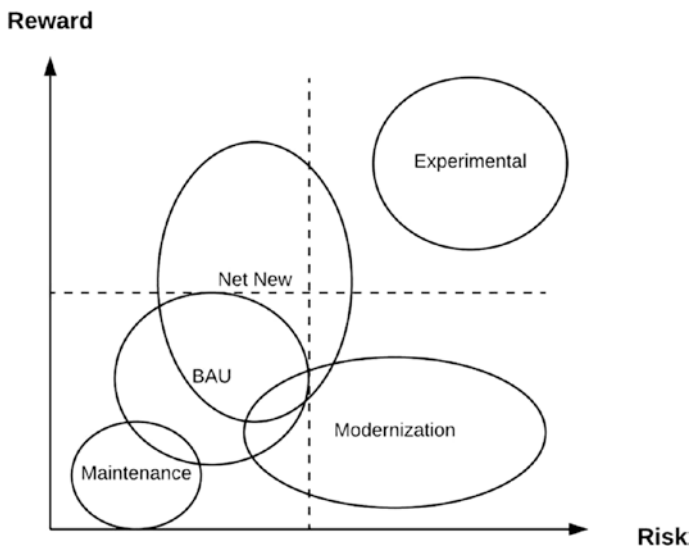 Reward
Experimental
Net New
BAU
Modernization
Maintenance
Risk